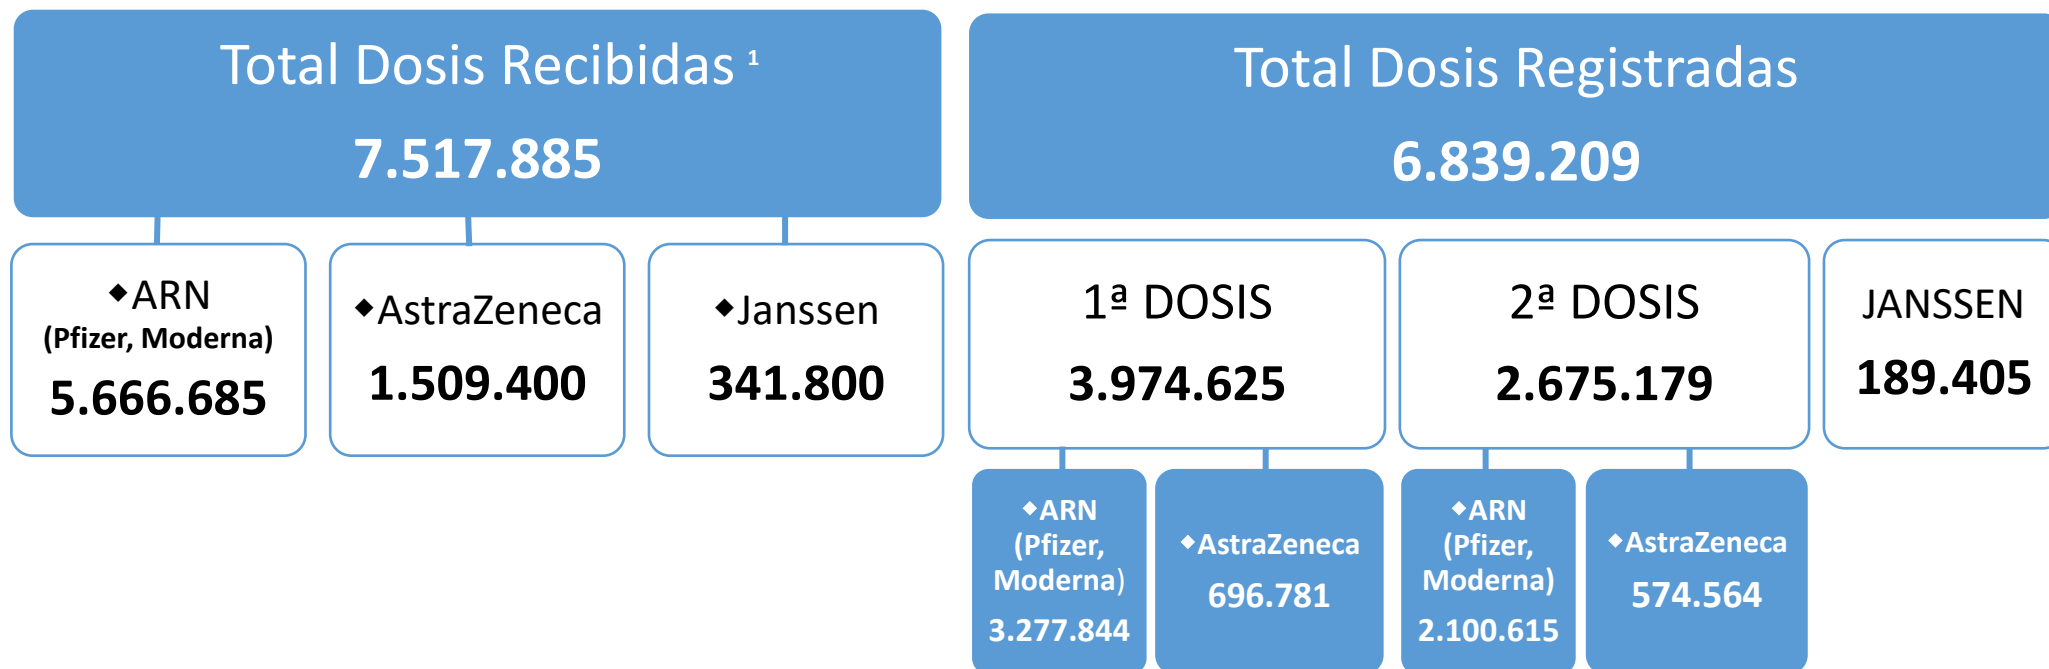 Total Dosis Recibidas ¹
7.517.885
◆ARN
(Pfizer, Moderna)
5.666.685
◆AstraZeneca
1.509.400
◆Janssen
341.800
Total Dosis Registradas
6.839.209
1ª DOSIS
3.974.625
2ª DOSIS
2.675.179
JANSSEN
189.405
◆ARN
(Pfizer,
Moderna)
3.277.844
◆AstraZeneca
696.781
◆ARN
(Pfizer,
Moderna)
2.100.615
◆AstraZeneca
574.564